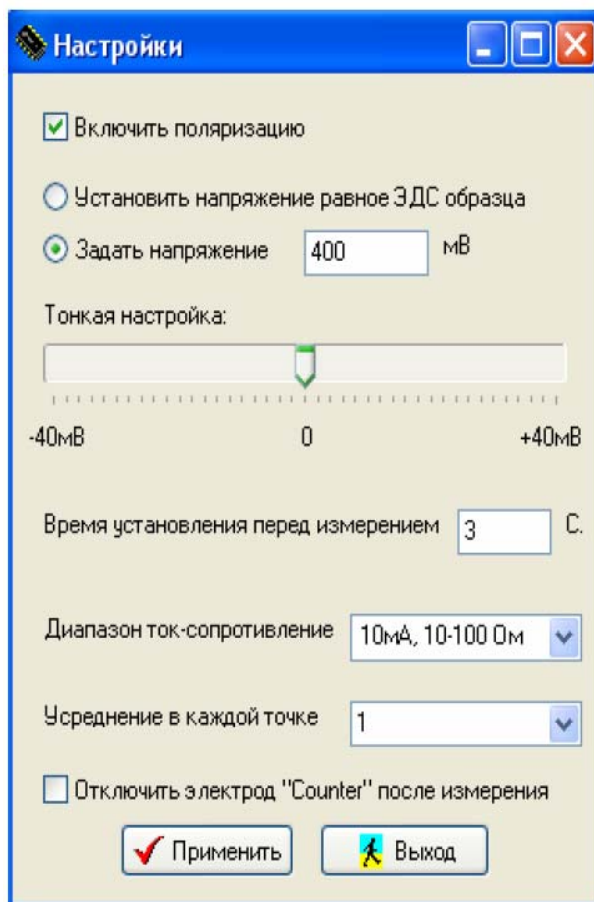 Настройки
Включить поляризацию
Установить напряжение равное ЭДС образца
Задать напряжение 400 мВ
Тонкая настройка:
-40мВ 0 +40мВ
Время установления перед измерением 3 С.
Диапазон ток-сопротивление 10мА, 10-100 Ом
Усреднение в каждой точке 1
Отключить электрод "Counter" после измерения
Применить Выход